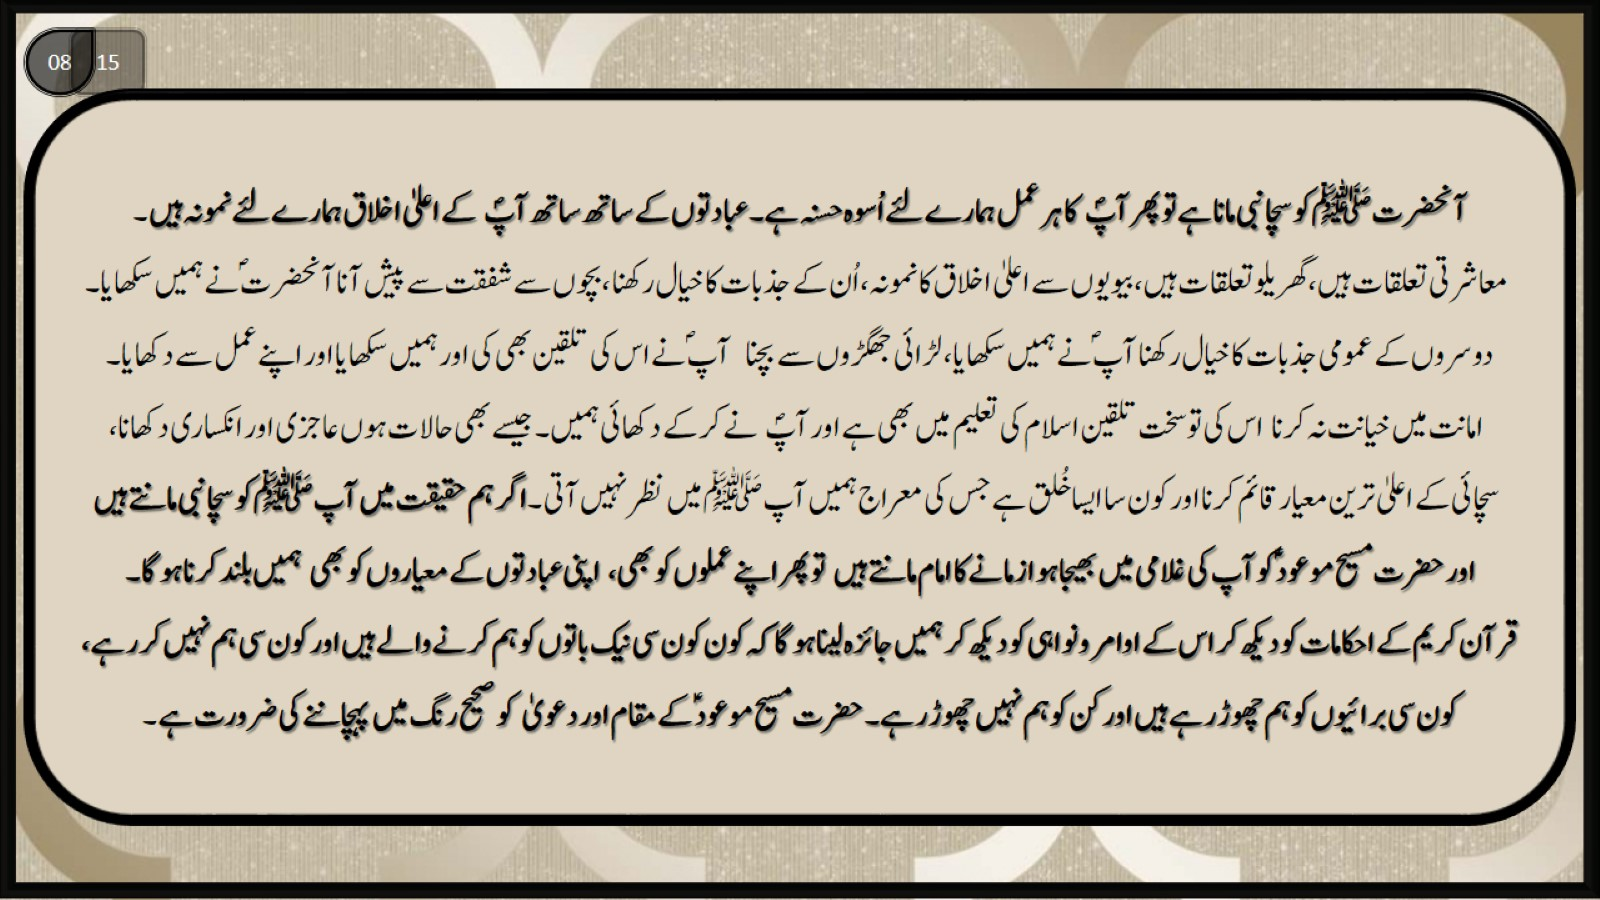 08 15
آنحضرت ﷺ کو سچا نبی مانا ہے تو پھر آپؐ کا ہر عمل ہمارے لئے اُسوہ حسنہ ہے۔ عبادتوں کے ساتھ ساتھ آپؐ کے اعلیٰ اخلاق ہمارے لئے نمونہ ہیں۔
معاشرتی تعلقات ہیں، گھریلو تعلقات ہیں، بیویوں سے اعلیٰ اخلاق کا نمونہ، اُن کے جذبات کا خیال رکھنا، بچوں سے شفقت سے پیش آنا آنحضرتؐ نے ہمیں سکھایا۔
دوسروں کے عمومی جذبات کا خیال رکھنا آپؐ نے ہمیں سکھایا، لڑائی جھگڑوں سے بچنا آپؐ نے اس کی تلقین بھی کی اور ہمیں سکھایا اور اپنے عمل سے دکھایا۔
امانت میں خیانت نہ کرنا اس کی تو سخت تلقین اسلام کی تعلیم میں بھی ہے اور آپؐ نے کر کے دکھائی ہمیں۔ جیسے بھی حالات ہوں عاجزی اور انکساری دکھانا،
سچائی کے اعلیٰ ترین معیار قائم کرنا اور کون سا ایسا خُلق ہے جس کی معراج ہمیں آپ ﷺ میں نظر نہیں آتی۔ اگر ہم حقیقت میں آپ ﷺ کو سچا نبی مانتے ہیں
اور حضرت مسیح موعودؑ کو آپ کی غلامی میں بھیجا ہوا زمانے کا امام مانتے ہیں تو پھر اپنے عملوں کو بھی، اپنی عبادتوں کے معیاروں کو بھی ہمیں بلند کرنا ہو گا۔
قرآن کریم کے احکامات کو دیکھ کر اس کے اوامر و نواہی کو دیکھ کر ہمیں جائزہ لینا ہو گا کہ کون کون سی نیک باتوں کو ہم کرنے والے ہیں اور کون سی ہم نہیں کر رہے،
کون سی برائیوں کو ہم چھوڑ رہے ہیں اور کن کو ہم نہیں چھوڑ رہے۔ حضرت مسیح موعودؑ کے مقام اور دعویٰ کو صحیح رنگ میں پہچاننے کی ضرورت ہے۔